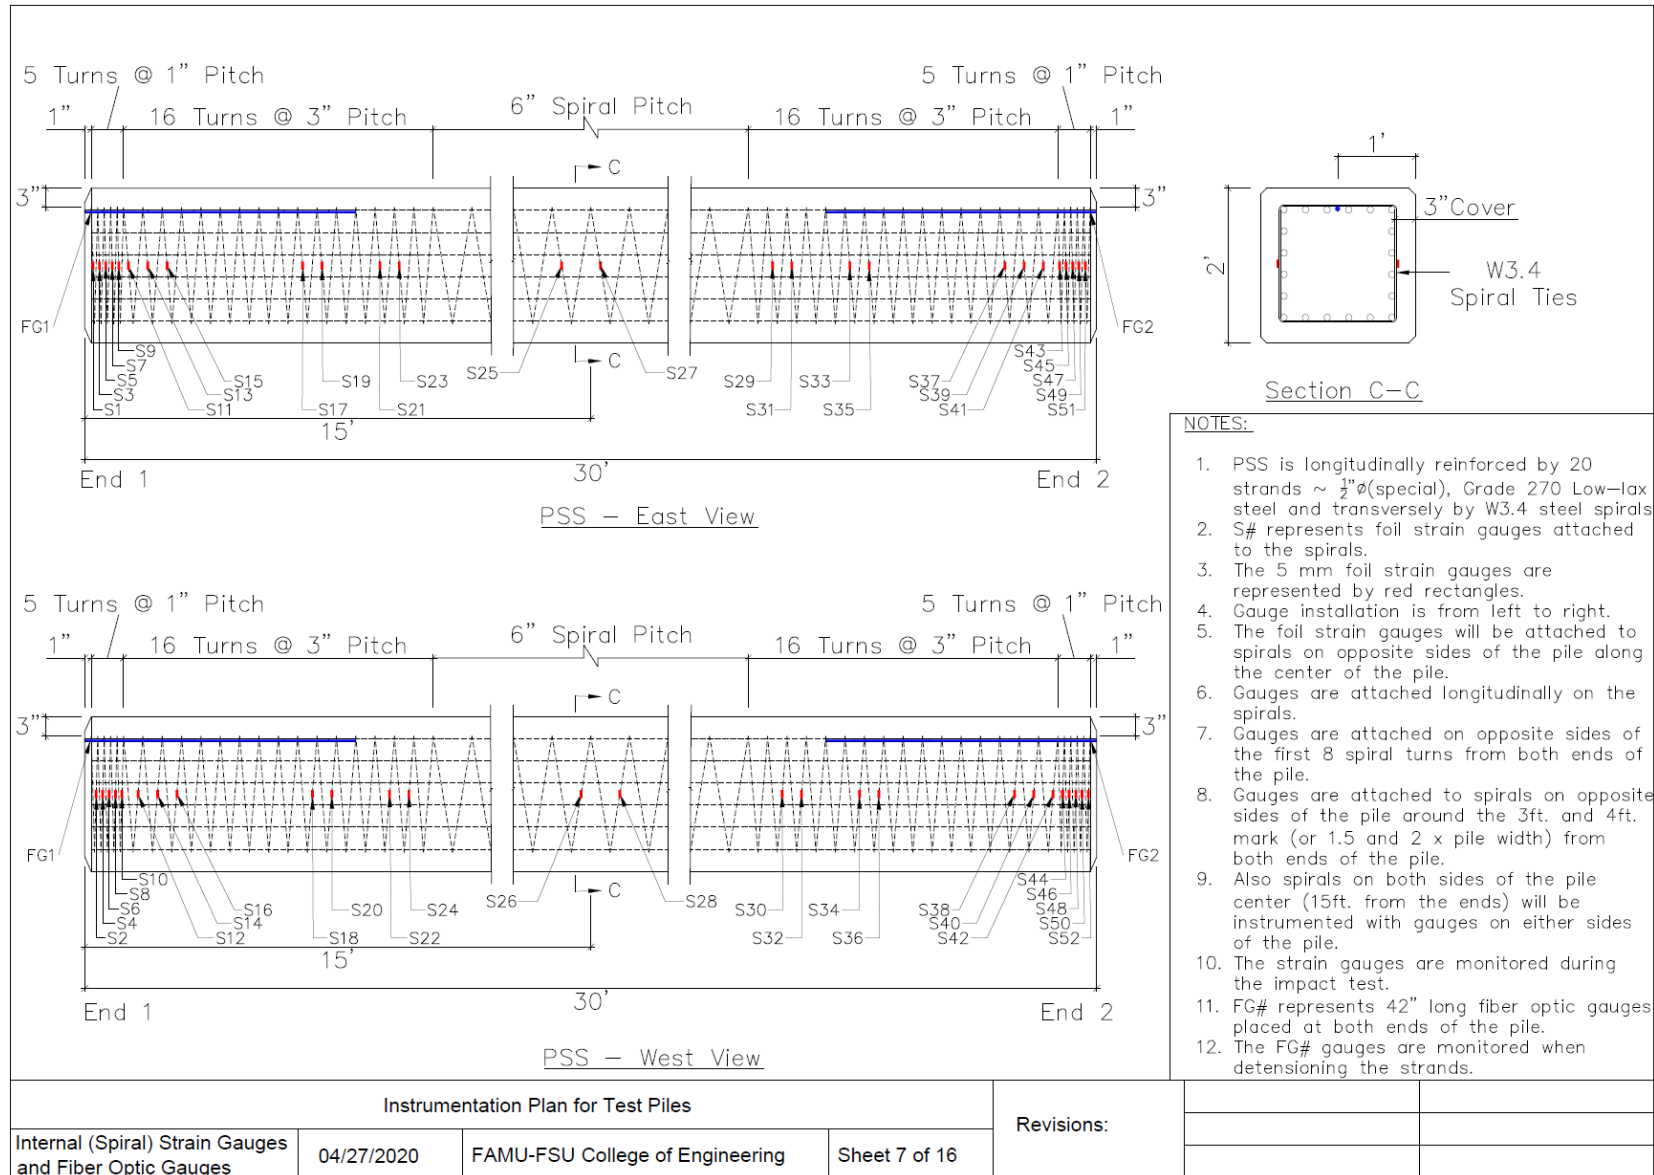 5 Turns @ 1" Pitch
5 Turns @ 1" Pitch
1"
16 Turns @ 3" Pitch
6" Spiral Pitch
16 Turns @ 3" Pitch
1"
C
3"
3"
FG1
FG2
S9
S7
S5
S3
S1
S15
S13
S11
S19
S17
S23
S21
S25
C
S27
S29
S31
S33
S35
S37
S39
S41
S43
S45
S47
S49
S51
15'
30'
End 1
End 2
PSS – East View
1'
2'
3"Cover
W3.4
Spiral Ties
Section C–C
5 Turns @ 1" Pitch
5 Turns @ 1" Pitch
1"
16 Turns @ 3" Pitch
6" Spiral Pitch
16 Turns @ 3" Pitch
1"
C
3"
3"
FG1
FG2
S10
S8
S6
S4
S2
S16
S14
S12
S20
S18
S24
S22
S26
C
S28
S30
S32
S34
S36
S38
S40
S42
S44
S46
S48
S50
S52
15'
30'
End 1
End 2
PSS – West View
NOTES:
1. PSS is longitudinally reinforced by 20
strands ~ ½"ø(special), Grade 270 Low–lax
steel and transversely by W3.4 steel spirals
2. S# represents foil strain gauges attached
to the spirals.
3. The 5 mm foil strain gauges are
represented by red rectangles.
4. Gauge installation is from left to right.
5. The foil strain gauges will be attached to
spirals on opposite sides of the pile along
the center of the pile.
6. Gauges are attached longitudinally on the
spirals.
7. Gauges are attached on opposite sides of
the first 8 spiral turns from both ends of
the pile.
8. Gauges are attached to spirals on opposite
sides of the pile around the 3ft. and 4ft.
mark (or 1.5 and 2 x pile width) from
both ends of the pile.
9. Also spirals on both sides of the pile
center (15ft. from the ends) will be
instrumented with gauges on either sides
of the pile.
10. The strain gauges are monitored during
the impact test.
11. FG# represents 42" long fiber optic gauges
placed at both ends of the pile.
12. The FG# gauges are monitored when
detensioning the strands.
Instrumentation Plan for Test Piles
Revisions:
Internal (Spiral) Strain Gauges
and Fiber Optic Gauges
04/27/2020
FAMU-FSU College of Engineering
Sheet 7 of 16